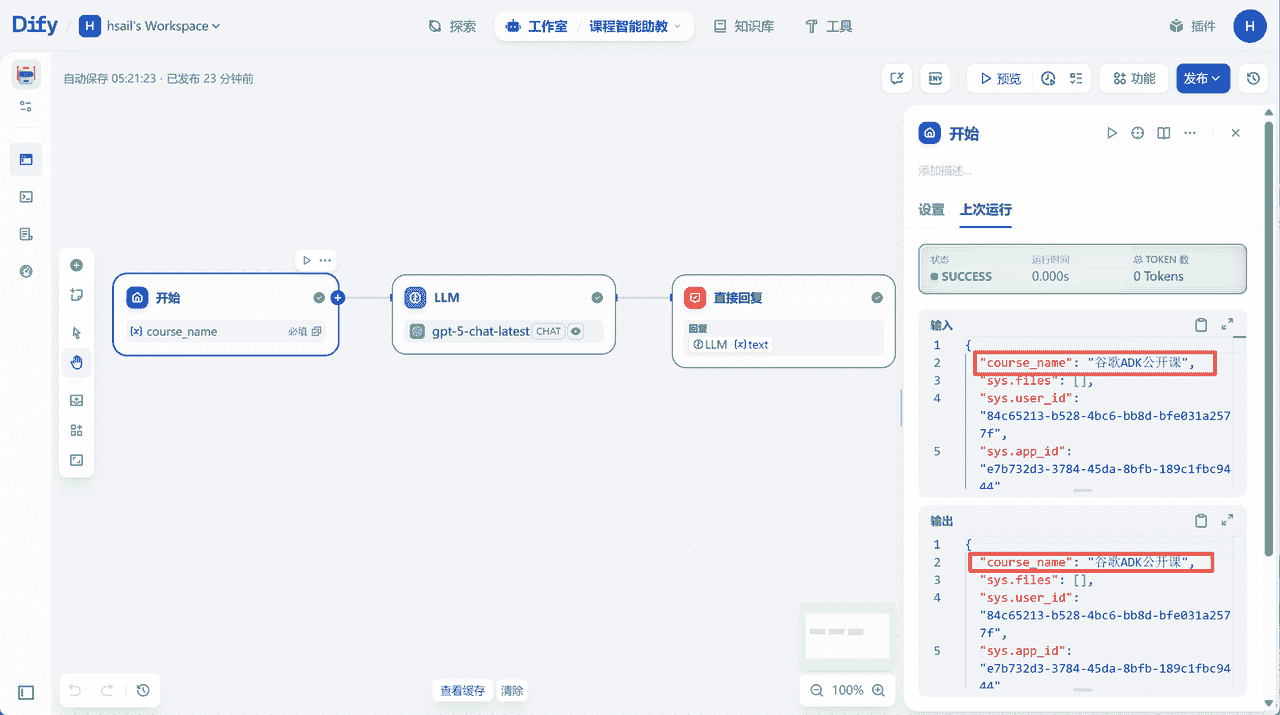 Dify
H hsail's Workspace
探索
工作室
课程智能助教
知识库
工具
插件
H
自动保存 05:21:23 · 已发布 23 分钟前
ENV
预览
功能
发布
开始
添加描述...
设置
上次运行
状态
运行时间
总 TOKEN 数
SUCCESS
0.000s
0 Tokens
输入
1 {
2 "course_name": "谷歌ADK公开课",
3 "sys.files": [],
4 "sys.user_id":
"84c65213-b528-4bc6-bb8d-bfe031a257
7f",
5 "sys.app_id":
"e7b732d3-3784-45da-8bfb-189c1fbc94
44"
输出
1 {
2 "course_name": "谷歌ADK公开课",
3 "sys.files": [],
4 "sys.user_id":
"84c65213-b528-4bc6-bb8d-bfe031a257
7f",
5 "sys.app_id":
"e7b732d3-3784-45da-8bfb-189c1fbc94
44"
开始
{x} course_name 必填
LLM
gpt-5-chat-latest CHAT
直接回复
回复
LLM {x} text
查看缓存
清除
100%